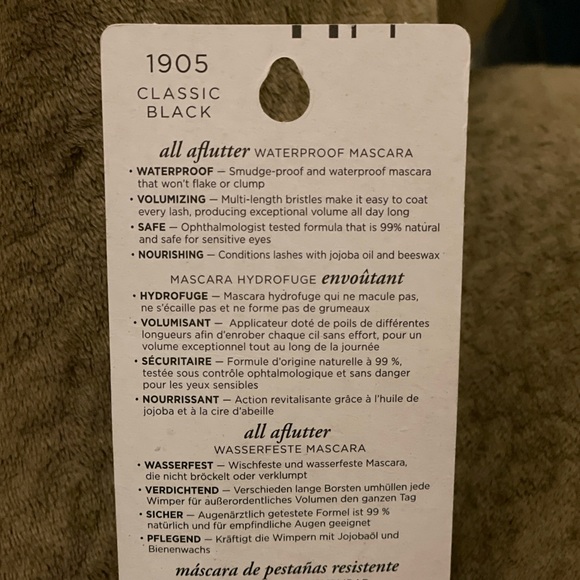 1905
CLASSIC
BLACK
all aflutter WATERPROOF MASCARA
• WATERPROOF — Smudge-proof and waterproof mascara
that won't flake or clump
• VOLUMIZING — Multi-length bristles make it easy to coat
every lash, producing exceptional volume all day long
• SAFE — Ophthalmologist tested formula that is 99% natural
and safe for sensitive eyes
• NOURISHING — Conditions lashes with jojoba oil and beeswax
MASCARA HYDROFUGE envoûtant
• HYDROFUGE — Mascara hydrofuge qui ne macule pas,
ne s'écaille pas et ne forme pas de grumeaux
• VOLUMISANT — Applicateur doté de poils de différentes
longueurs afin d'enrober chaque cil sans effort, pour un
volume exceptionnel tout au long de la journée
• SÉCURITAIRE — Formule d'origine naturelle à 99 %,
testée sous contrôle ophtalmologique et sans danger
pour les yeux sensibles
• NOURRISSANT — Action revitalisante grâce à l'huile de
jojoba et à la cire d'abeille
all aflutter
WASSERFESTE MASCARA
• WASSERFEST — Wischfeste und wasserfeste Mascara,
die nicht bröckelt oder verklumpt
• VERDICHTEND — Verschieden lange Borsten umhüllen jede
Wimper für außerordentliches Volumen den ganzen Tag
• SICHER — Augenärztlich getestete Formel ist 99 %
natürlich und für empfindliche Augen geeignet
• PFLEGEND — Kräftigt die Wimpern mit Jojobaöl und
Bienenwachs
máscara de pestañas resistente